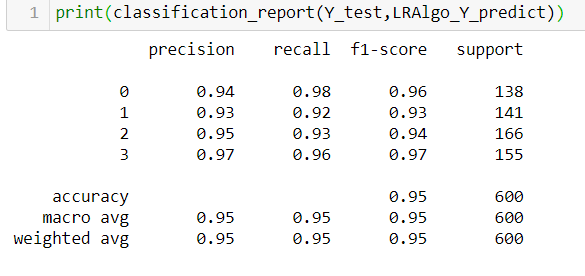 1 print(classification_report(Y_test,LRAlgo_Y_predict))
precision recall f1-score support
0 0.94 0.98 0.96 138
1 0.93 0.92 0.93 141
2 0.95 0.93 0.94 166
3 0.97 0.96 0.97 155
accuracy 0.95 600
macro avg 0.95 0.95 0.95 600
weighted avg 0.95 0.95 0.95 600